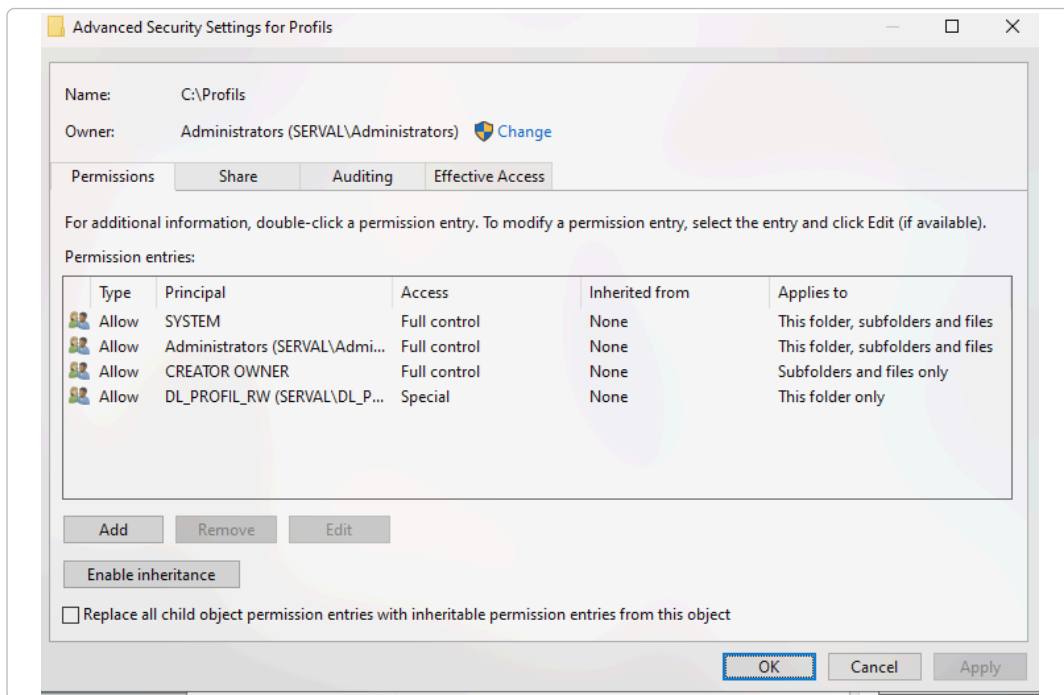 Advanced Security Settings for Profils
Name: C:\Profils
Owner: Administrators (SERVAL\Administrators) Change
Permissions Share Auditing Effective Access
For additional information, double-click a permission entry. To modify a permission entry, select the entry and click Edit (if available).
Permission entries:
Type Principal Access Inherited from Applies to
Allow SYSTEM Full control None This folder, subfolders and files
Allow Administrators (SERVAL\Admi... Full control None This folder, subfolders and files
Allow CREATOR OWNER Full control None Subfolders and files only
Allow DL_PROFIL_RW (SERVAL\DL_P... Special None This folder only
Add Remove Edit
Enable inheritance
Replace all child object permission entries with inheritable permission entries from this object
OK Cancel Apply